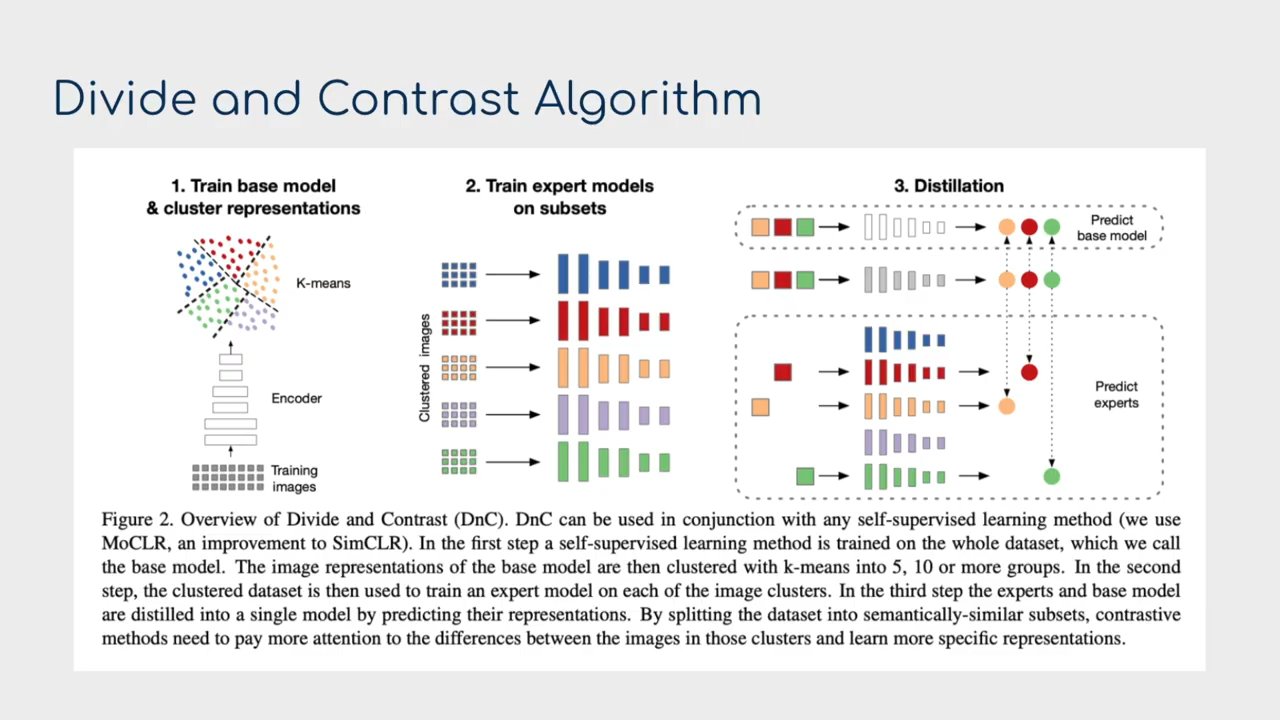 Divide and Contrast Algorithm
1. Train base model
& cluster representations
K-means
Encoder
Training
images
2. Train expert models
on subsets
Clustered images
3. Distillation
Predict
base model
Predict
experts
Figure 2. Overview of Divide and Contrast (DnC). DnC can be used in conjunction with any self-supervised learning method (we use
MoCLR, an improvement to SimCLR). In the first step a self-supervised learning method is trained on the whole dataset, which we call
the base model. The image representations of the base model are then clustered with k-means into 5, 10 or more groups. In the second
step, the clustered dataset is then used to train an expert model on each of the image clusters. In the third step the experts and base model
are distilled into a single model by predicting their representations. By splitting the dataset into semantically-similar subsets, contrastive
methods need to pay more attention to the differences between the images in those clusters and learn more specific representations.